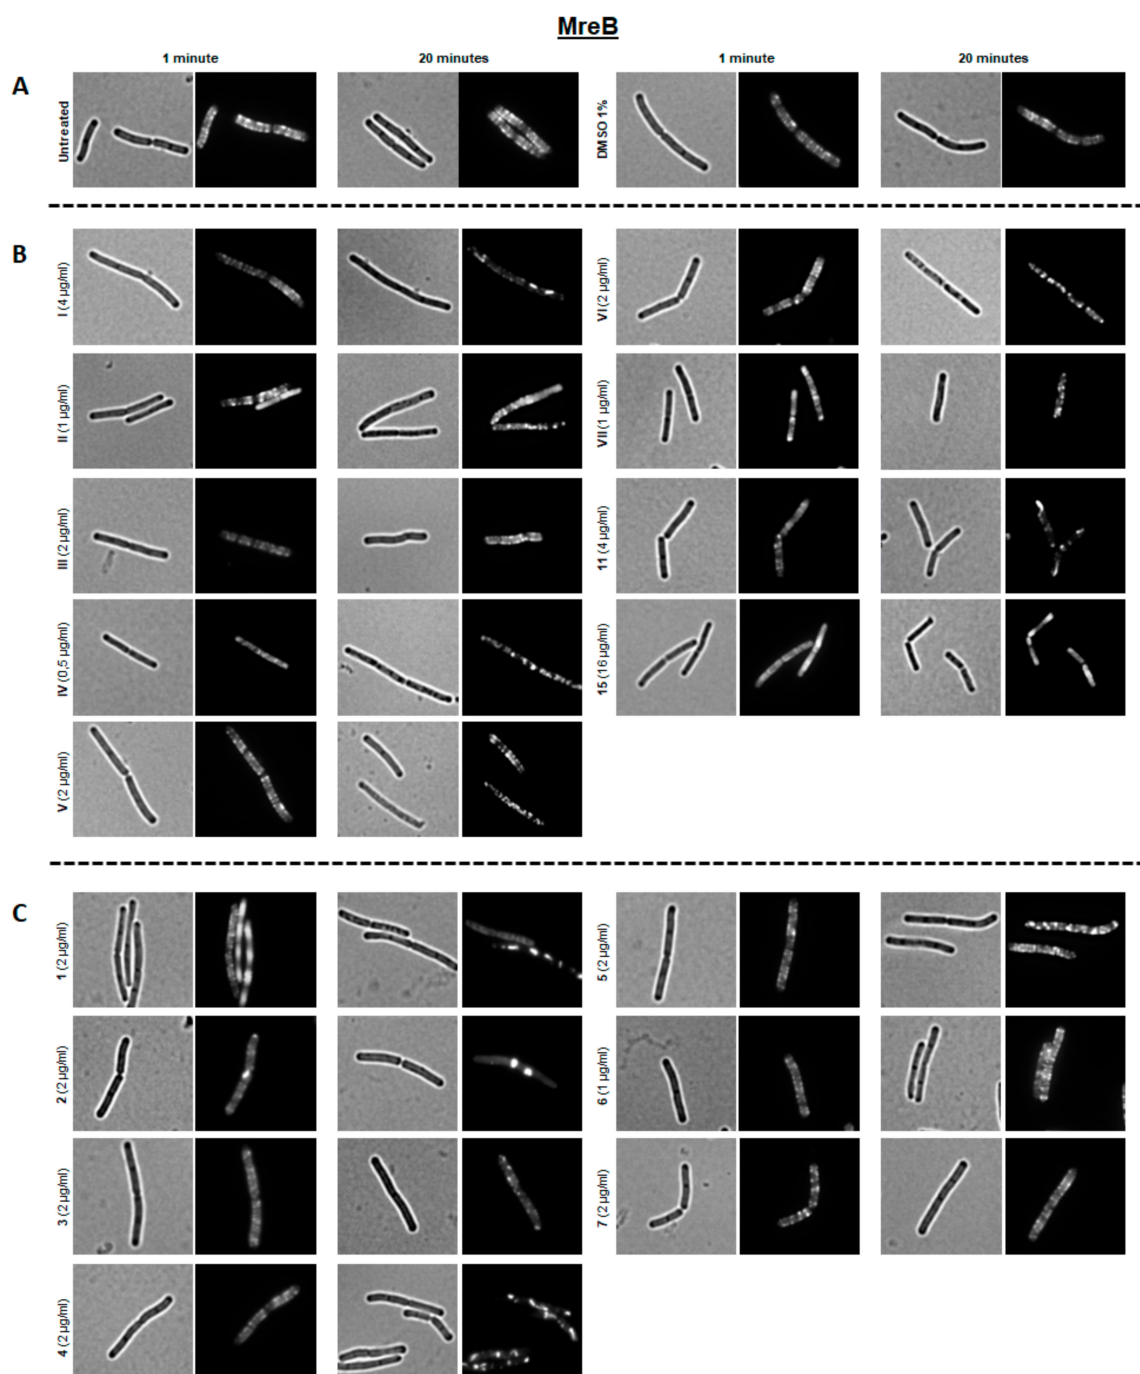 MreB
1 minute
20 minutes
1 minute
20 minutes
A
Untreated
DMSO 1%
B
I (4 µg/ml)
VI (2 µg/ml)
II (1 µg/ml)
VII (1 µg/ml)
III (2 µg/ml)
11 (4 µg/ml)
IV (0,5 µg/ml)
15 (16 µg/ml)
V (2 µg/ml)
C
1 (2 µg/ml)
5 (2 µg/ml)
2 (2 µg/ml)
6 (1 µg/ml)
3 (2 µg/ml)
7 (2 µg/ml)
4 (2 µg/ml)